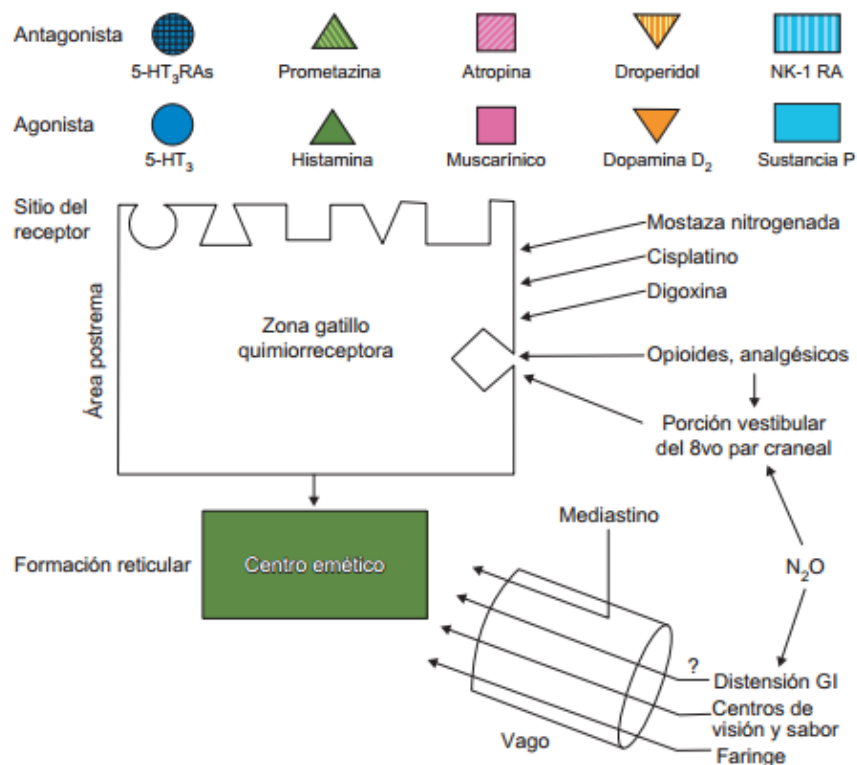 Antagonista
5-HT3RAs
Prometazina
Atropina
Droperidol
NK-1 RA
Agonista
5-HT3
Histamina
Muscarínico
Dopamina D2
Sustancia P
Sitio del
receptor
Mostaza nitrogenada
Cisplatino
Digoxina
Área postrema
Zona gatillo
quimiorreceptora
Opioides, analgésicos
Porción vestibular
del 8vo par craneal
Mediastino
Formación reticular
Centro emético
N2O
?
Distensión GI
Centros de
visión y sabor
Vago
Faringe